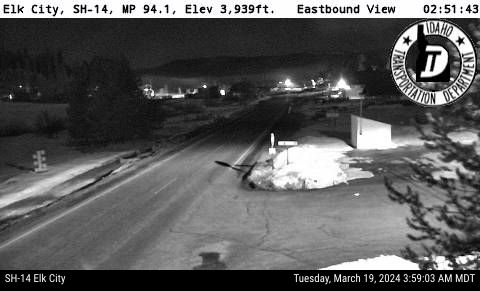 Elk City, SH-14, MP 94.1, Elev 3,939ft. Eastbound View 02:51:43
IDAHO
TRANSPORTATION DEPARTMENT
SH-14 Elk City Tuesday, March 19, 2024 3:59:03 AM MDT